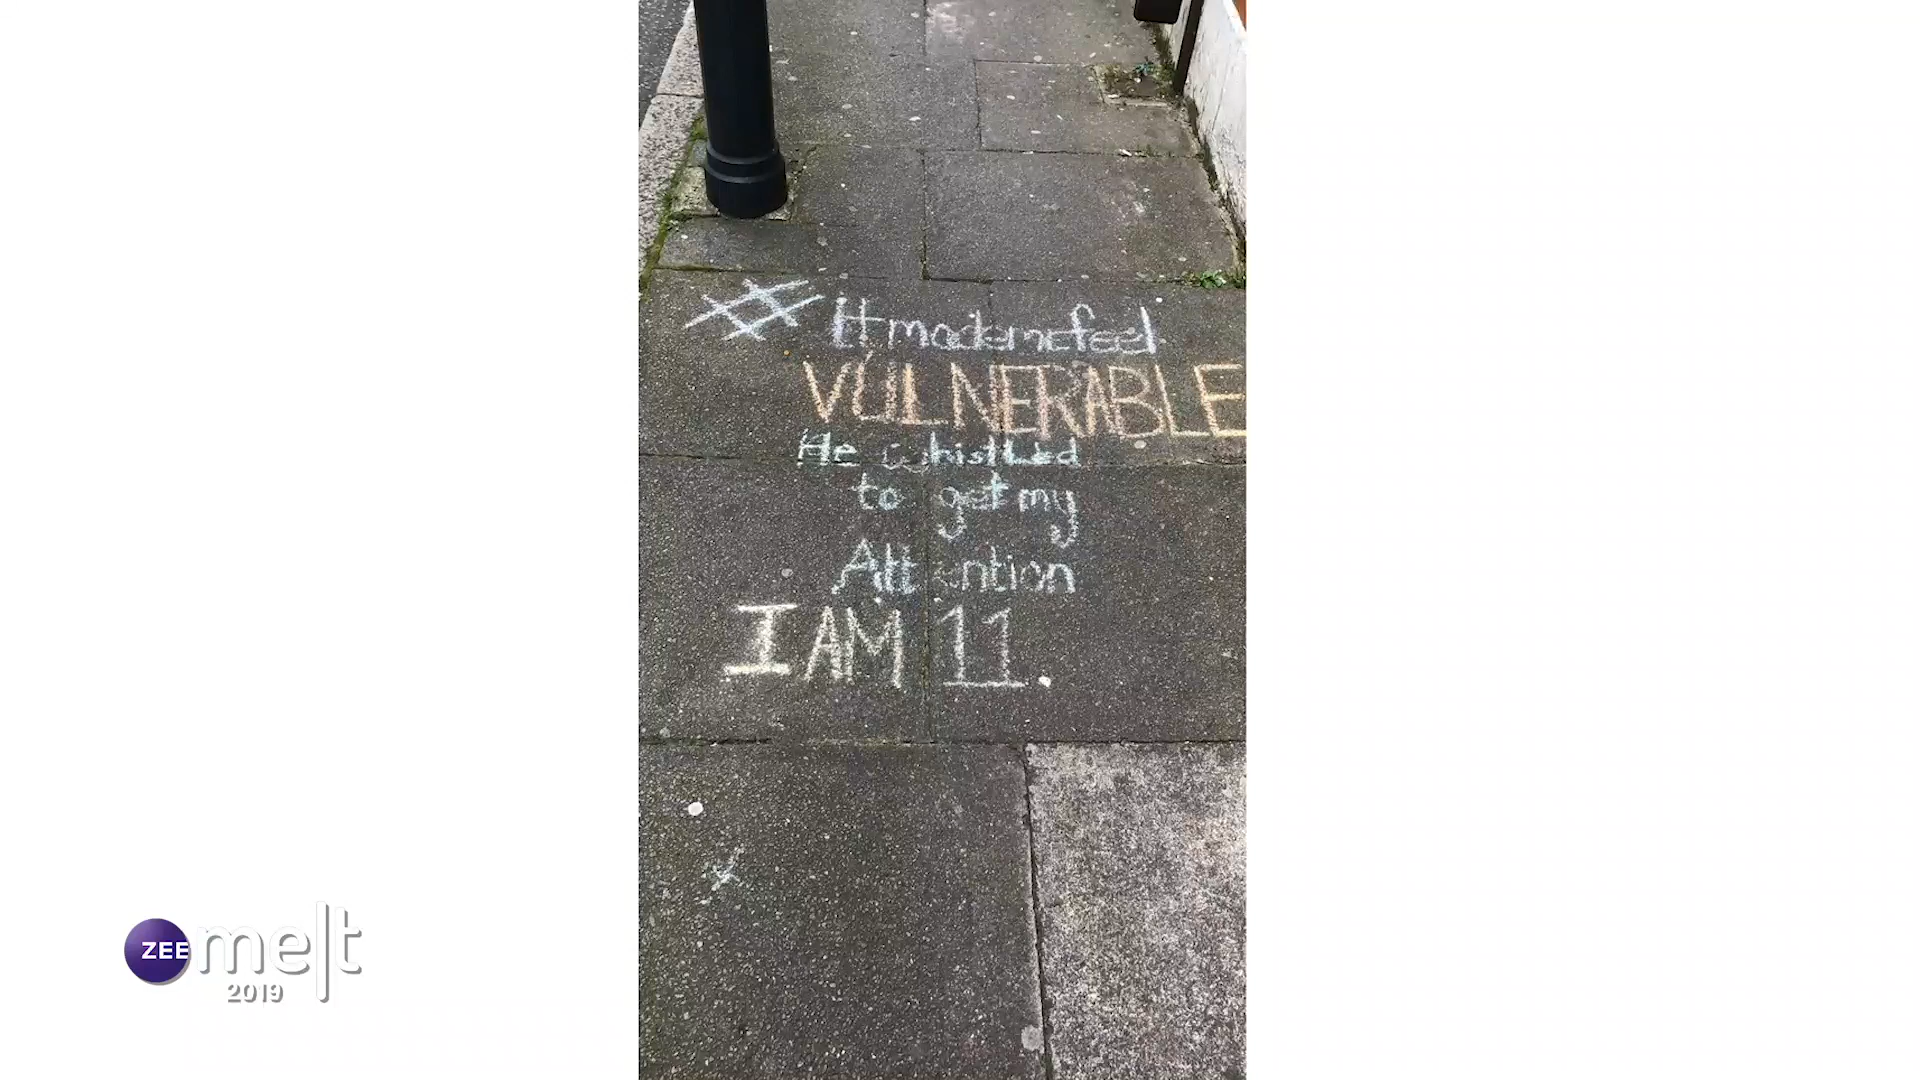 #Itmademefeel
VULNERABLE
He whistled
to get my
Attention
I AM 11.
ZEE melt
2019